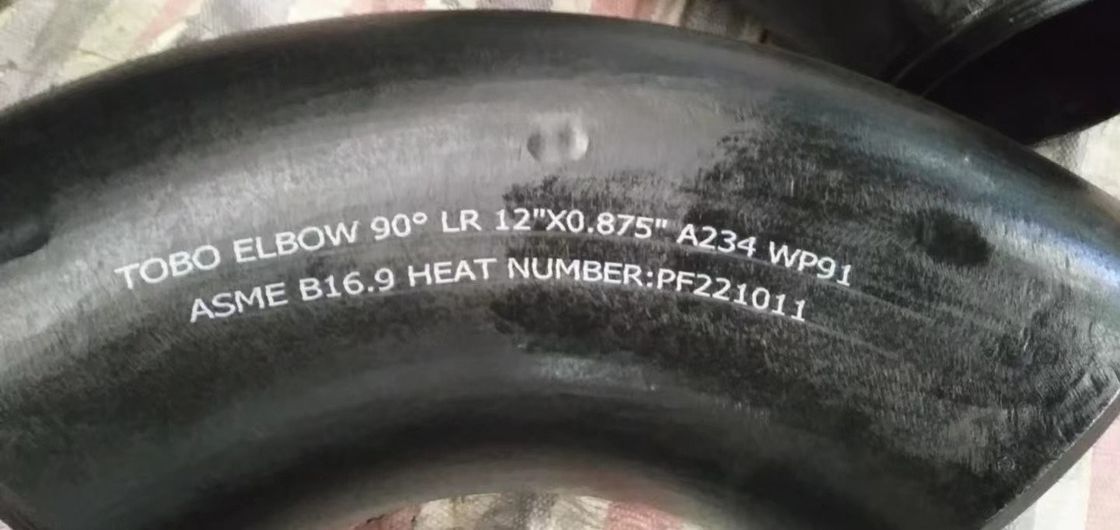 TOBO ELBOW 90° LR 12"X0.875" A234 WP91
ASME B16.9 HEAT NUMBER:PF221011